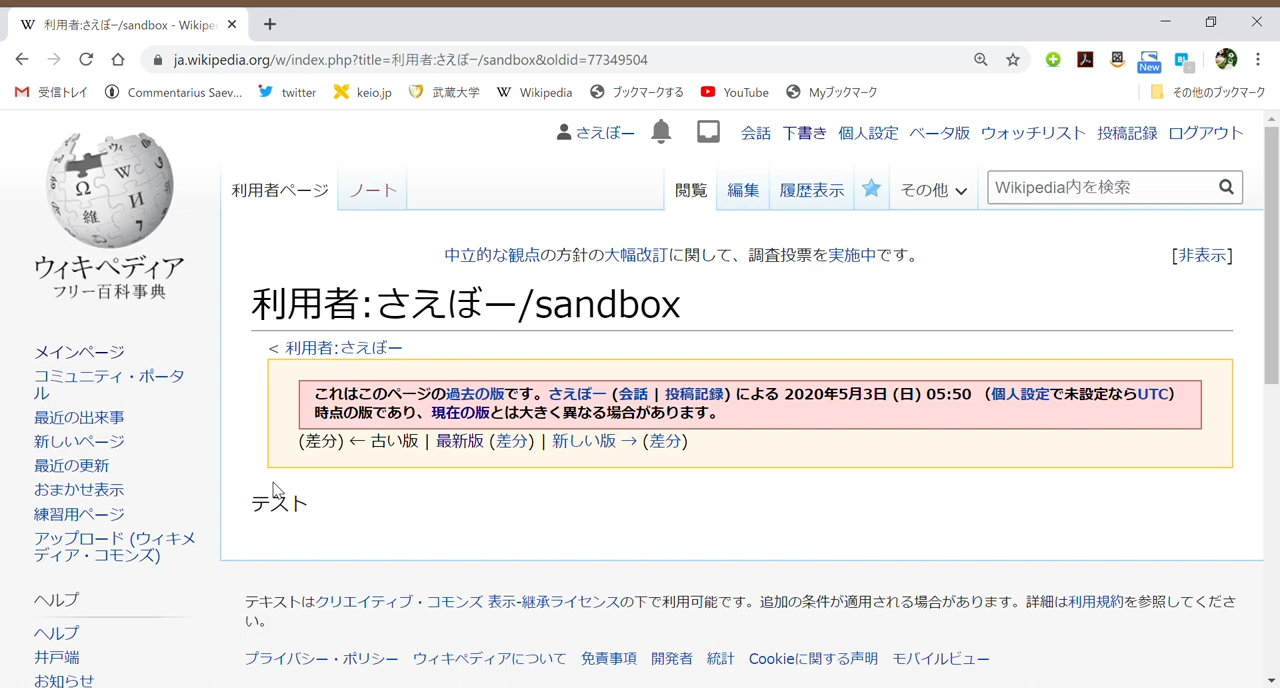 利用者:さえぼー/sandbox - Wikipe
ja.wikipedia.org/w/index.php?title=利用者:さえぼー/sandbox&oldid=77349504
New
受信トレイ Commentarius Saev... twitter keio.jp 武蔵大学 Wikipedia ブックマークする YouTube Myブックマーク その他のブックマーク
さえぼー 会話 下書き 個人設定 ベータ版 ウォッチリスト 投稿記録 ログアウト
利用者ページ ノート 閲覧 編集 履歴表示 その他 Wikipedia内を検索
ウィキペディア
フリー百科事典
中立的な観点の方針の大幅改訂に関して、調査投票を実施中です。 [非表示]
利用者:さえぼー/sandbox
< 利用者:さえぼー
これはこのページの過去の版です。さえぼー (会話 | 投稿記録) による 2020年5月3日 (日) 05:50 （個人設定で未設定ならUTC）
時点の版であり、現在の版とは大きく異なる場合があります。
(差分) ← 古い版 | 最新版 (差分) | 新しい版 → (差分)
テスト
メインページ
コミュニティ・ポータ
ル
最近の出来事
新しいページ
最近の更新
おまかせ表示
練習用ページ
アップロード (ウィキメ
ディア・コモンズ)
ヘルプ
ヘルプ
井戸端
お知らせ
テキストはクリエイティブ・コモンズ 表示-継承ライセンスの下で利用可能です。追加の条件が適用される場合があります。詳細は利用規約を参照してくださ
い。
プライバシー・ポリシー ウィキペディアについて 免責事項 開発者 統計 Cookieに関する声明 モバイルビュー